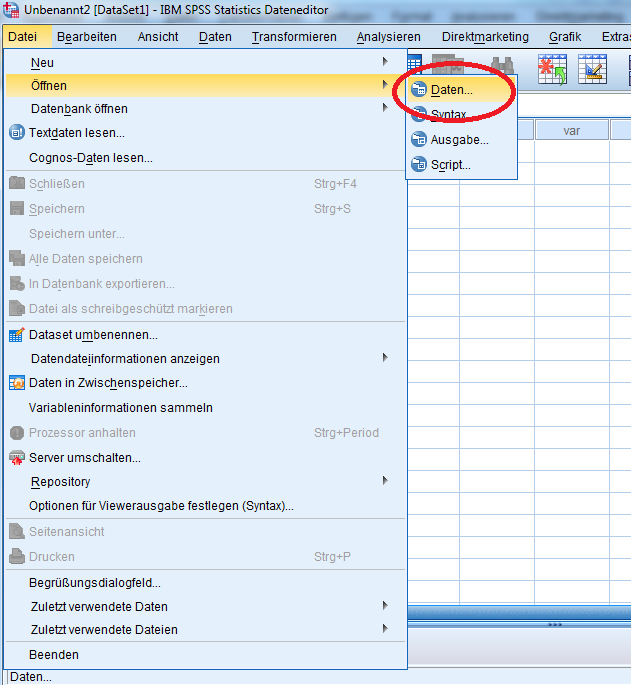 Unbenannt2 [DataSet1] - IBM SPSS Statistics Dateneditor
Datei Bearbeiten Ansicht Daten Transformieren Analysieren Direktmarketing Grafik Extras
Neu
Öffnen
Daten...
Datenbank öffnen
Syntax...
Textdaten lesen...
Ausgabe...
var
Cognos-Daten lesen...
Script...
Schließen Strg+F4
Speichern Strg+S
Speichern unter...
Alle Daten speichern
In Datenbank exportieren...
Datei als schreibgeschützt markieren
Dataset umbenennen...
Datendateiinformationen anzeigen
Daten in Zwischenspeicher...
Variableninformationen sammeln
Prozessor anhalten Strg+Period
Server umschalten...
Repository
Optionen für Viewerausgabe festlegen (Syntax)...
Seitenansicht
Drucken Strg+P
Begrüßungsdialogfeld...
Zuletzt verwendete Daten
Zuletzt verwendete Dateien
Beenden
Daten...